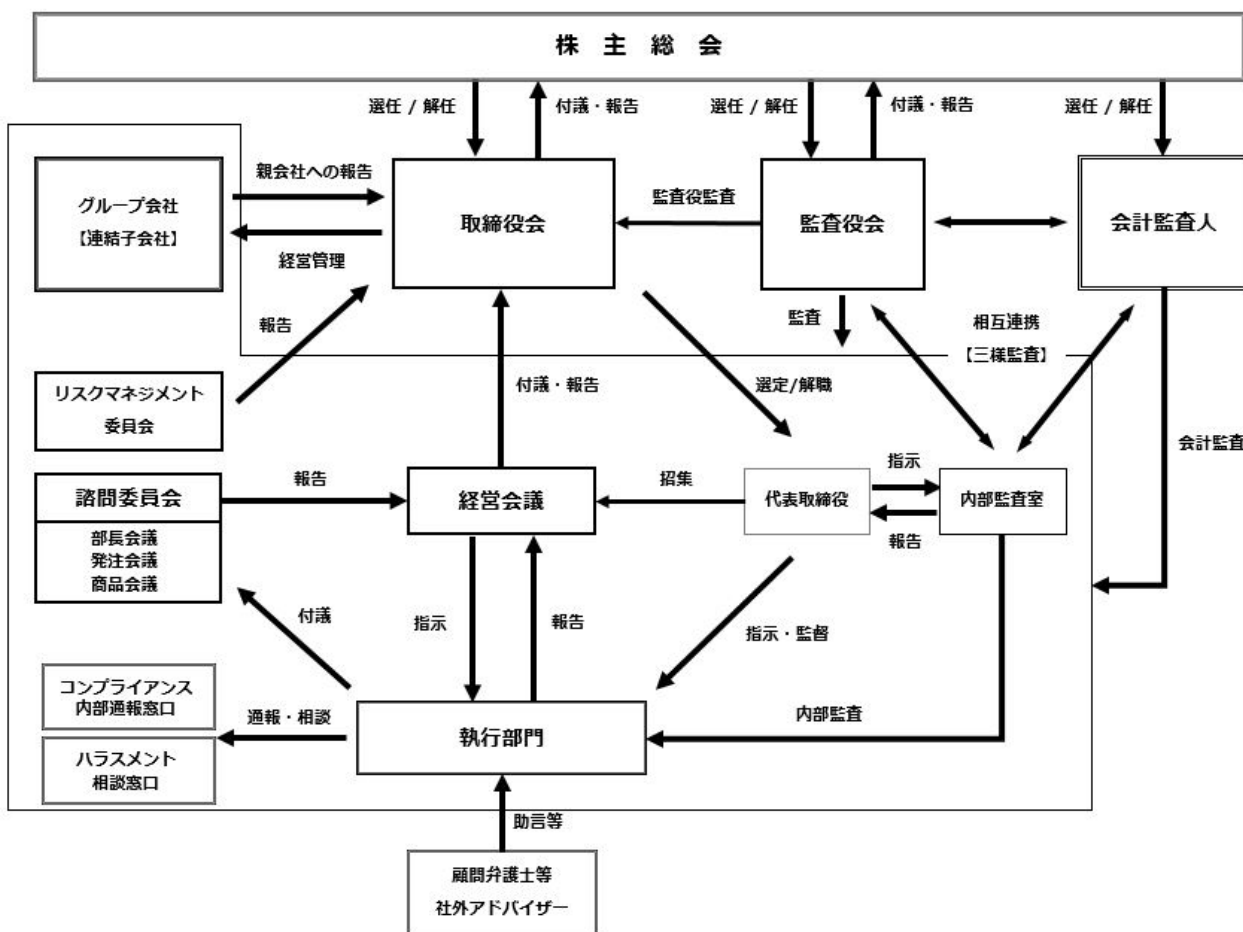 株 主 総 会
選任 / 解任
付議・報告
選任 / 解任
付議・報告
選任 / 解任
グループ会社
【連結子会社】
親会社への報告
経営管理
取締役会
監査役監査
監査役会
会計監査人
報告
監査
相互連携
【三様監査】
リスクマネジメント
委員会
付議・報告
選定/解職
会計監査
諮問委員会
部長会議
発注会議
商品会議
報告
経営会議
招集
代表取締役
指示
報告
内部監査室
付議
指示
報告
指示・監督
コンプライアンス
内部通報窓口
ハラスメント
相談窓口
通報・相談
執行部門
内部監査
助言等
顧問弁護士等
社外アドバイザー